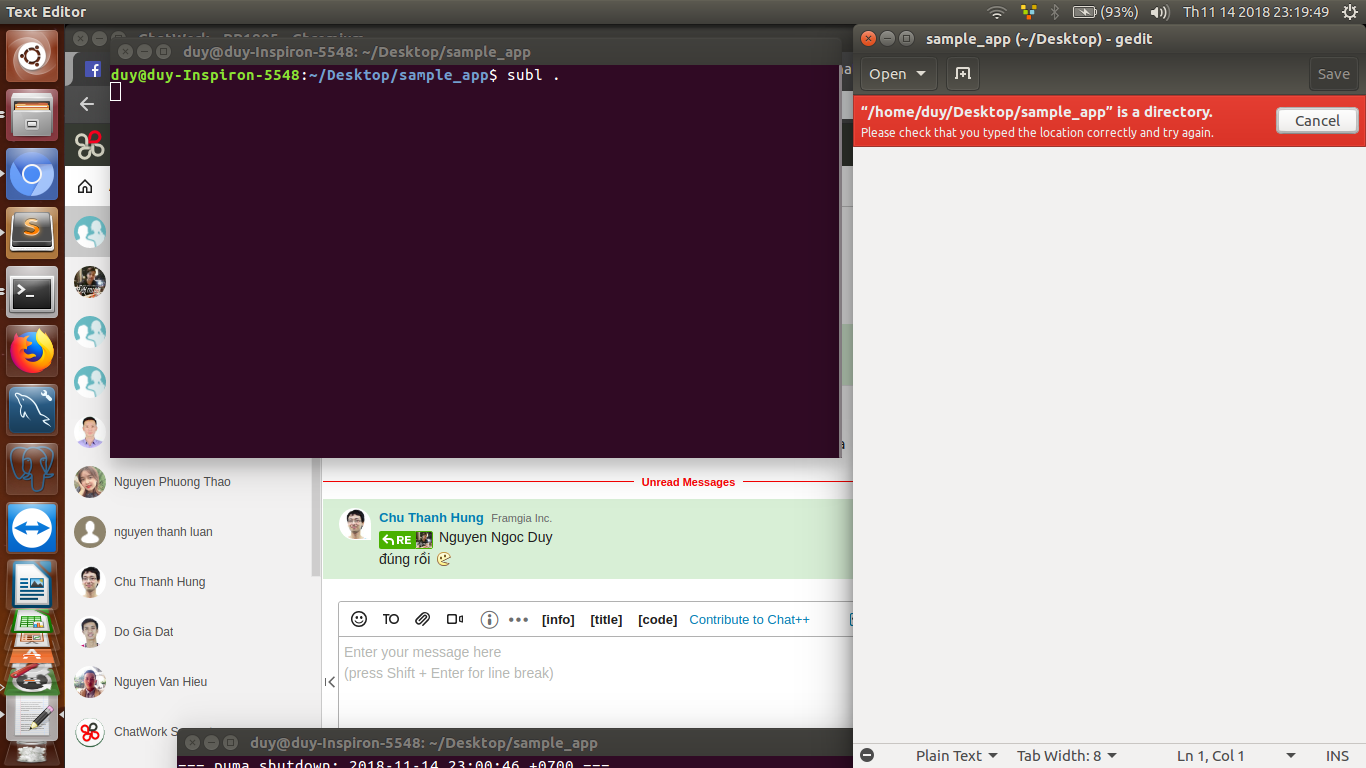 Text Editor
(93%)
Th11 14 2018 23:19:49
duy@duy-Inspiron-5548: ~/Desktop/sample_app
duy@duy-Inspiron-5548:~/Desktop/sample_app$ subl .
sample_app (~/Desktop) - gedit
Open
Save
“/home/duy/Desktop/sample_app” is a directory.
Please check that you typed the location correctly and try again.
Cancel
Nguyen Phuong Thao
nguyen thanh luan
Chu Thanh Hung
Do Gia Dat
Nguyen Van Hieu
ChatWork S
Unread Messages
Chu Thanh Hung Framgia Inc.
RE Nguyen Ngoc Duy
đúng rồi
TO
[info] [title] [code] Contribute to Chat++
Enter your message here
(press Shift + Enter for line break)
duy@duy-Inspiron-5548: ~/Desktop/sample_app
=== puma shutdown: 2018-11-14 23:00:46 +0700 ===
Plain Text
Tab Width: 8
Ln 1, Col 1
INS